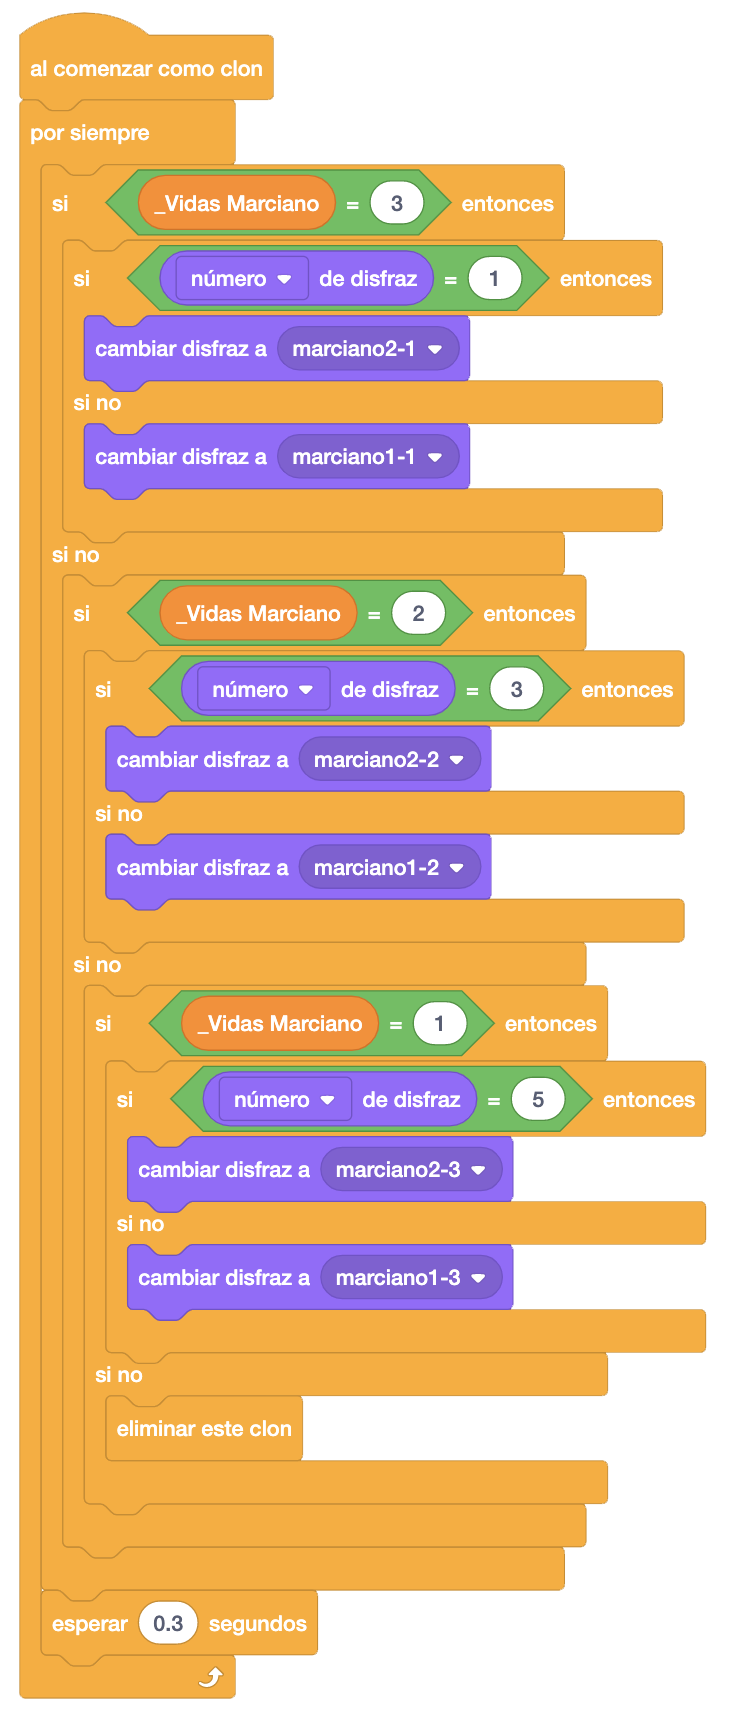 al comenzar como clon
por siempre
si _Vidas Marciano = 3 entonces
si número de disfraz = 1 entonces
cambiar disfraz a marciano2-1
si no
cambiar disfraz a marciano1-1
si no
si _Vidas Marciano = 2 entonces
si número de disfraz = 3 entonces
cambiar disfraz a marciano2-2
si no
cambiar disfraz a marciano1-2
si no
si _Vidas Marciano = 1 entonces
si número de disfraz = 5 entonces
cambiar disfraz a marciano2-3
si no
cambiar disfraz a marciano1-3
si no
eliminar este clon
esperar 0.3 segundos